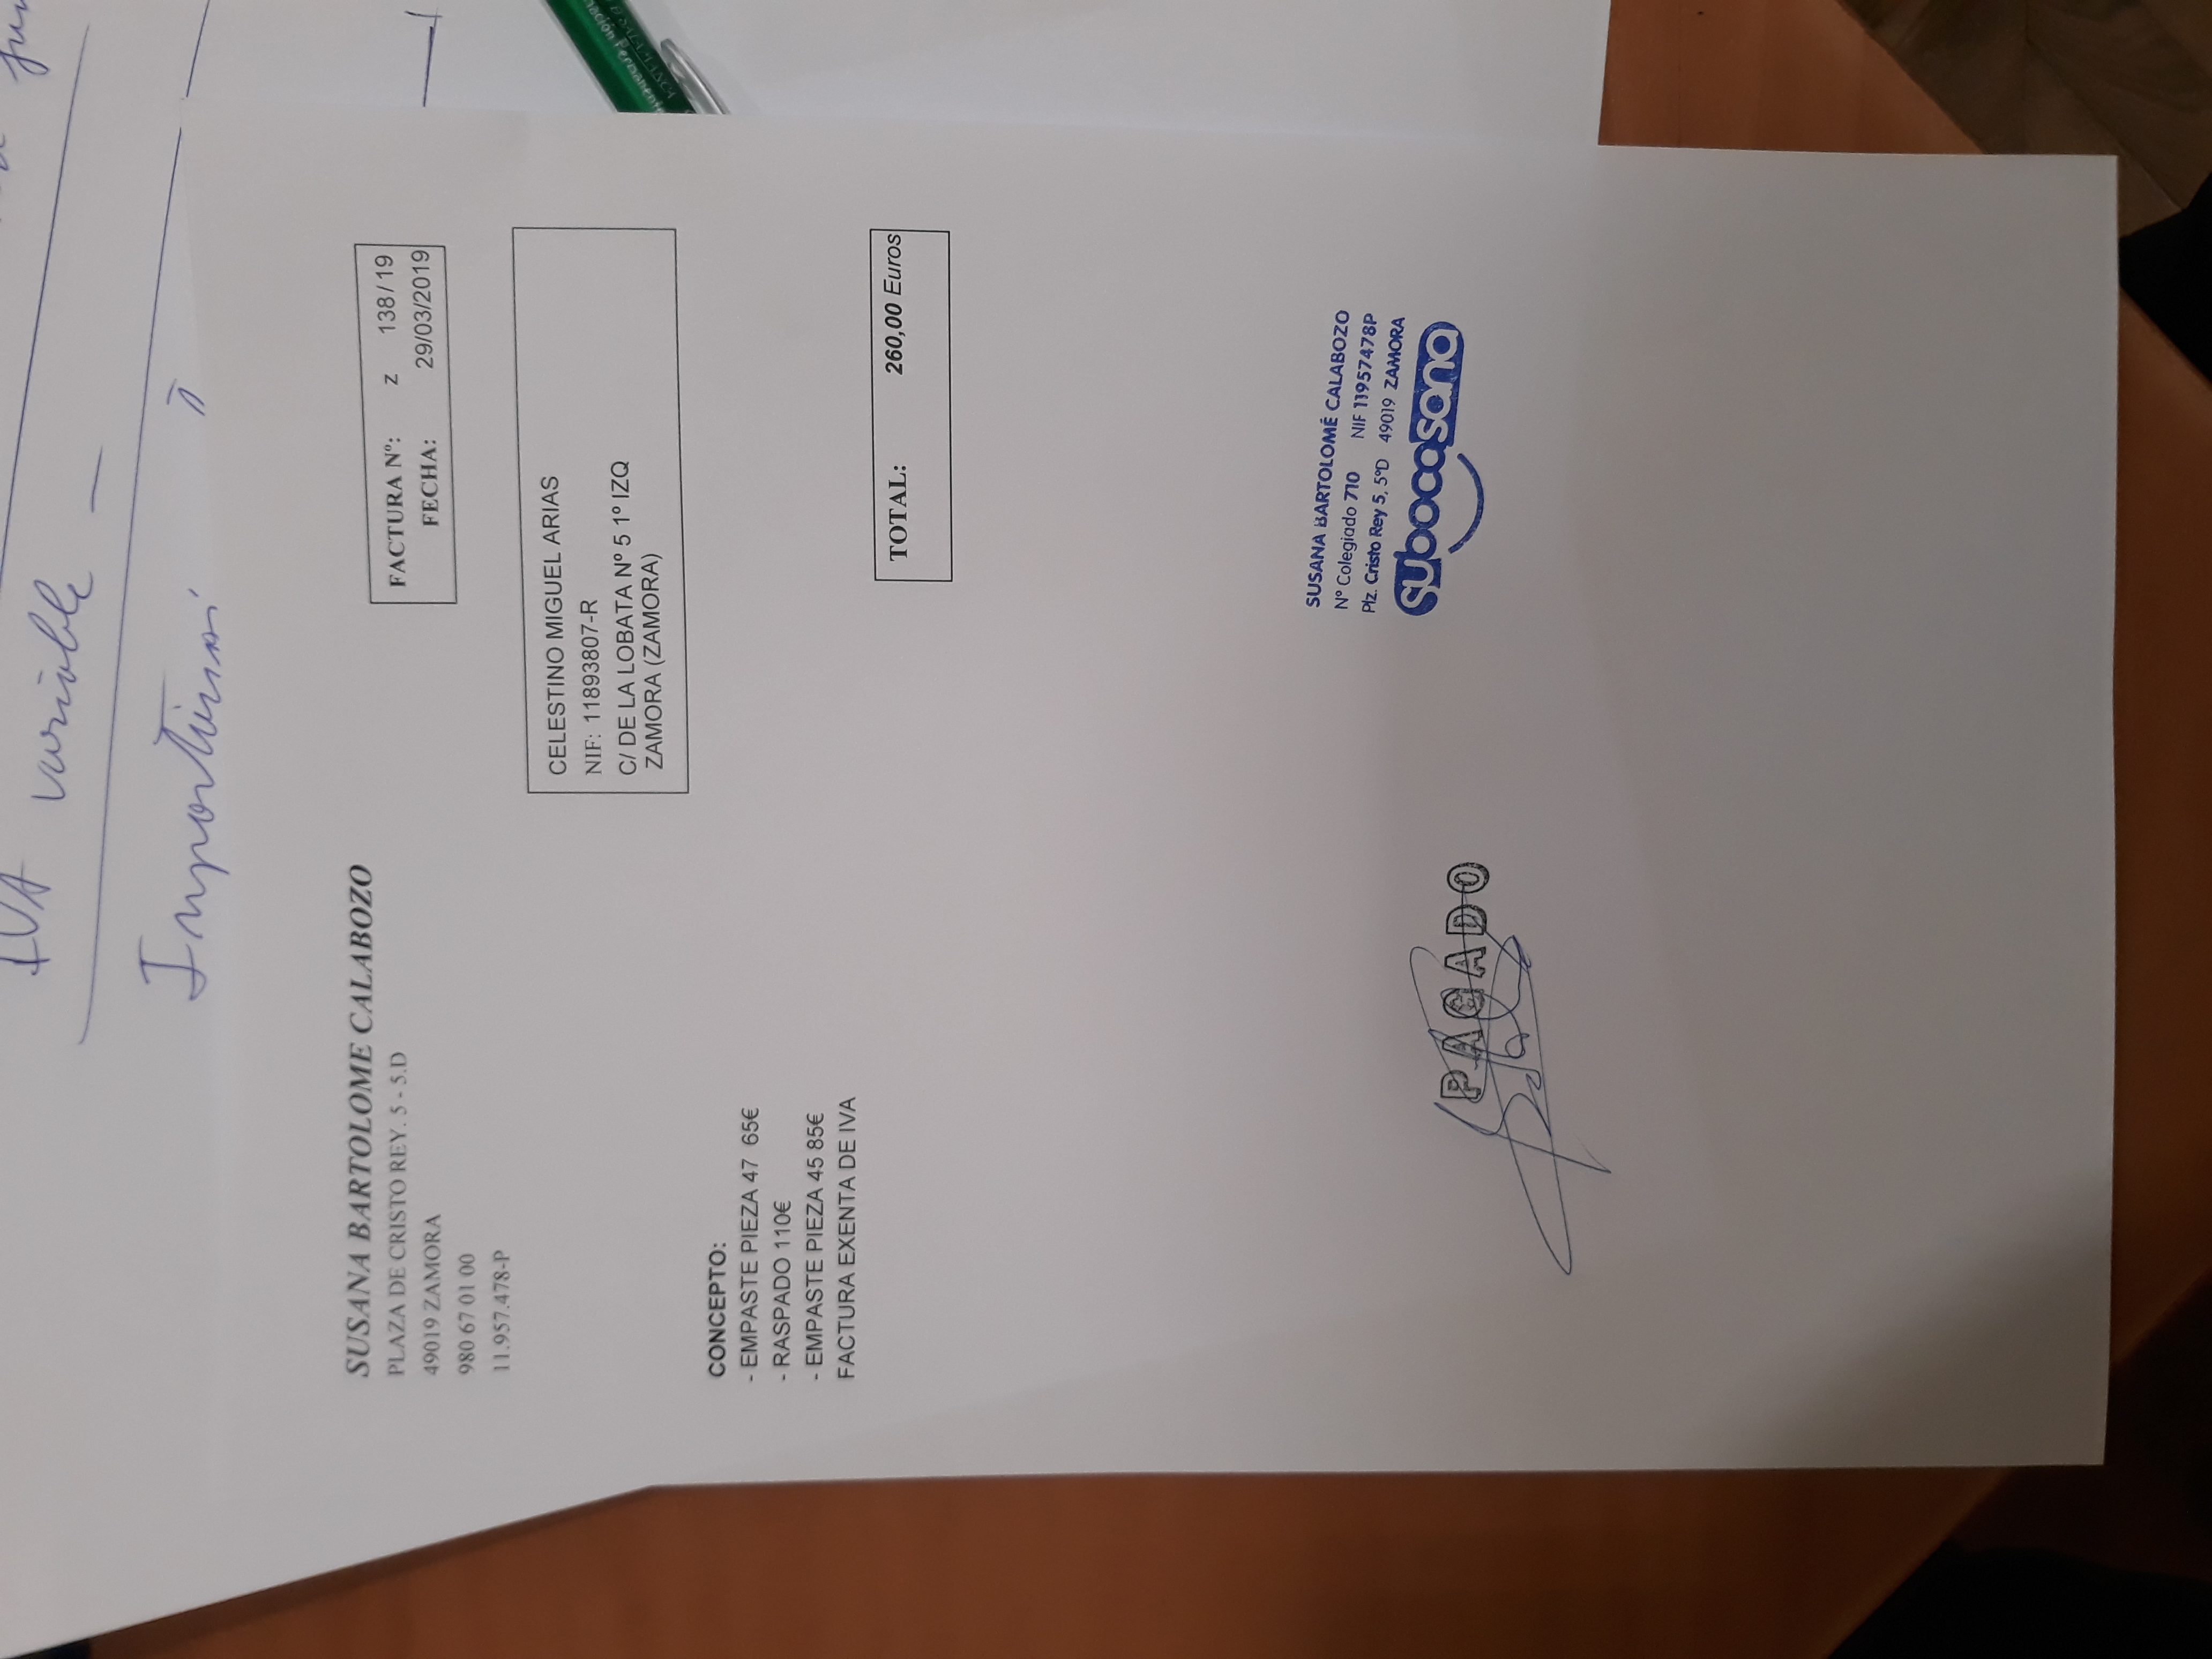 IVA variable —
SUSANA BARTOLOME CALABOZO
PLAZA DE CRISTO REY. 5 - 5.D
49019 ZAMORA
980 67 01 00
11.957.478-P
FACTURA Nº: z 138/19
FECHA: 29/03/2019
CELESTINO MIGUEL ARIAS
NIF: 11893807-R
C/ DE LA LOBATA Nº 5 1º IZQ
ZAMORA (ZAMORA)
CONCEPTO:
- EMPASTE PIEZA 47 65€
- RASPADO 110€
- EMPASTE PIEZA 45 85€
FACTURA EXENTA DE IVA
TOTAL: 260,00 Euros
SUSANA BARTOLOMÉ CALABOZO
Nº Colegiado 710 NIF 11957478P
Plz. Cristo Rey 5, 5ºD 49019 ZAMORA
subocasana
PAGADO